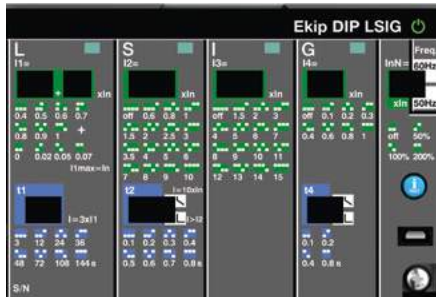 Ekip DIP LSIG
L
I1=
+
xIn
0.4 0.5 0.6 0.7
0.8 0.9 1 +
0 0.02 0.05 0.07
I1max=In
t1
I=3xI1
3 12 24 36
48 72 108 144 s
S/N
S
I2=
xIn
off 0.6 0.8 1
1.5 2 2.5 3
3.5 4 5 6
7 8 9 10
t2
I=10xIn
I>I2
0.1 0.2 0.3 0.4
0.5 0.6 0.7 0.8s
I
I3=
xIn
off 1.5 2 3
4 5 6 7
8 9 10 11
12 13 14 15
G
I4=
xIn
off 0.1 0.2 0.3
0.4 0.6 0.8 1
t4
0.1 0.2
0.4 0.8 s
InN=
xIn
off 50%
100% 200%
Freq
60Hz
50Hz